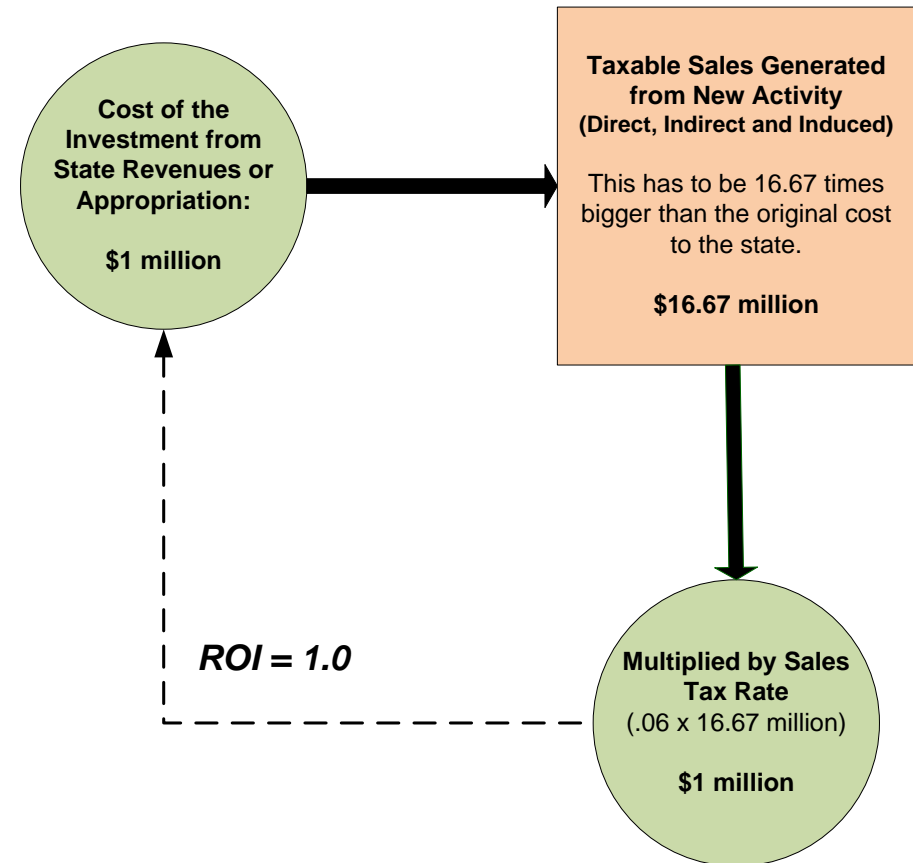 Cost of the
Investment from
State Revenues or
Appropriation:
$1 million
Taxable Sales Generated
from New Activity
(Direct, Indirect and Induced)
This has to be 16.67 times
bigger than the original cost
to the state.
$16.67 million
ROI = 1.0
Multiplied by Sales
Tax Rate
(.06 x 16.67 million)
$1 million